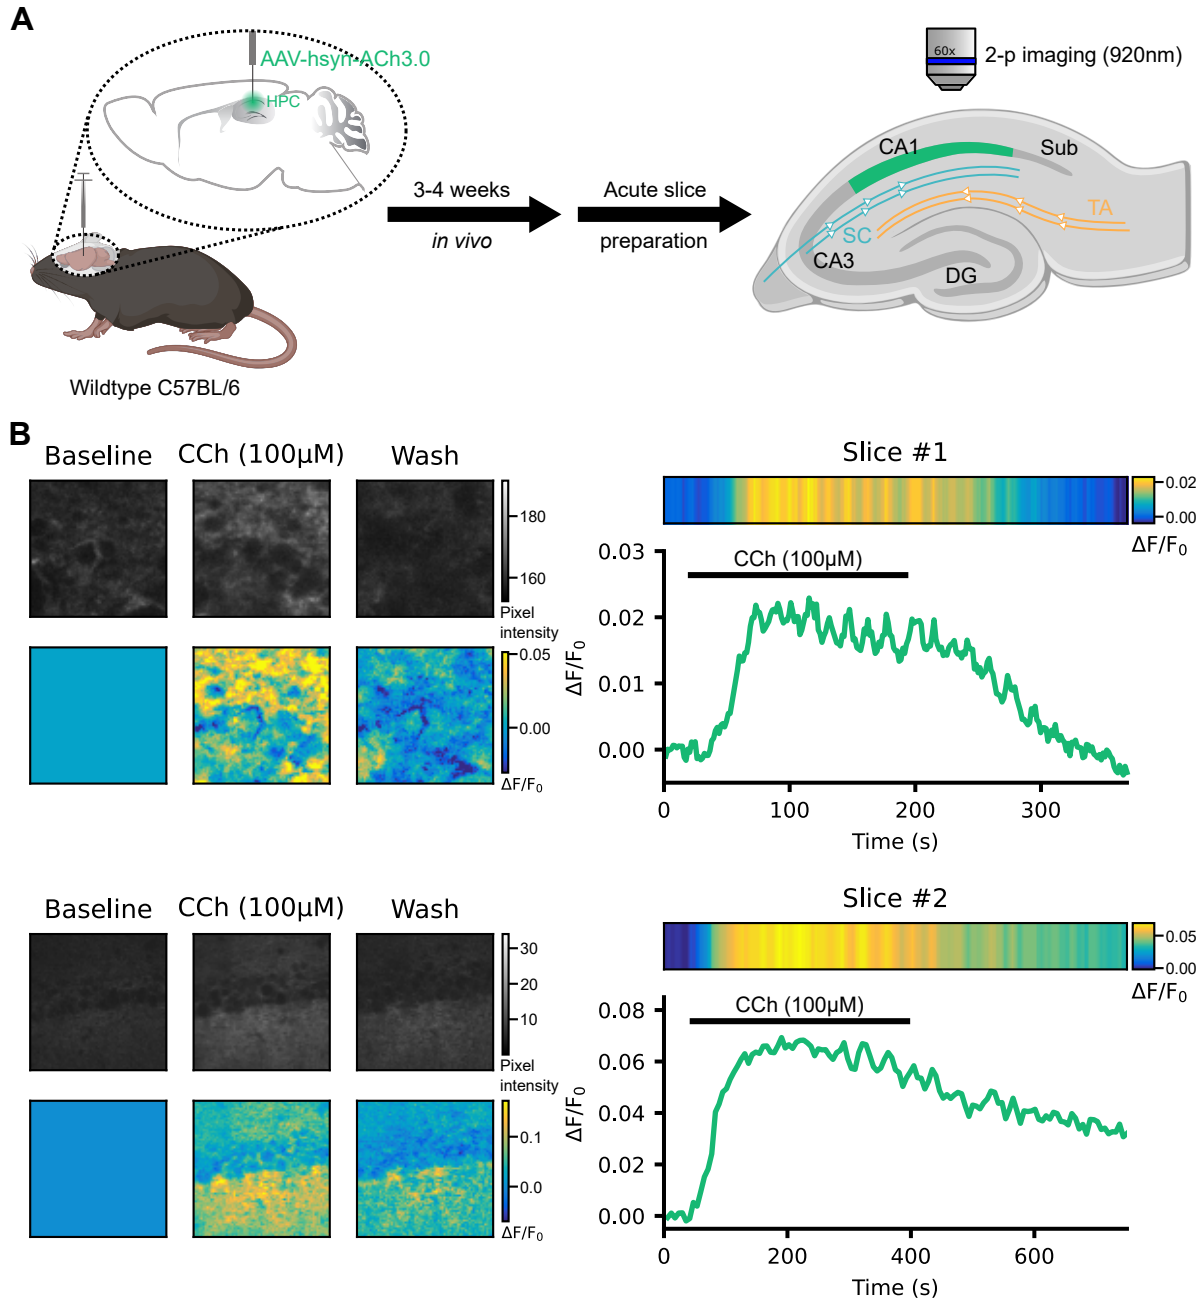 A
AAV-hsyn-ACh3.0
HPC
3-4 weeks
in vivo
Acute slice
preparation
60x
2-p imaging (920nm)
CA1
Sub
TA
SC
CA3
DG
Wildtype C57BL/6
B
Baseline
CCh (100µM)
Wash
180
160
Pixel
intensity
0.05
0.00
ΔF/F0
Slice #1
0.02
0.00
ΔF/F0
CCh (100µM)
0.03
0.02
0.01
0.00
ΔF/F0
0
100
200
300
Time (s)
Baseline
CCh (100µM)
Wash
30
20
10
Pixel
intensity
0.1
0.0
ΔF/F0
Slice #2
0.05
0.00
ΔF/F0
CCh (100µM)
0.08
0.06
0.04
0.02
0.00
ΔF/F0
0
200
400
600
Time (s)